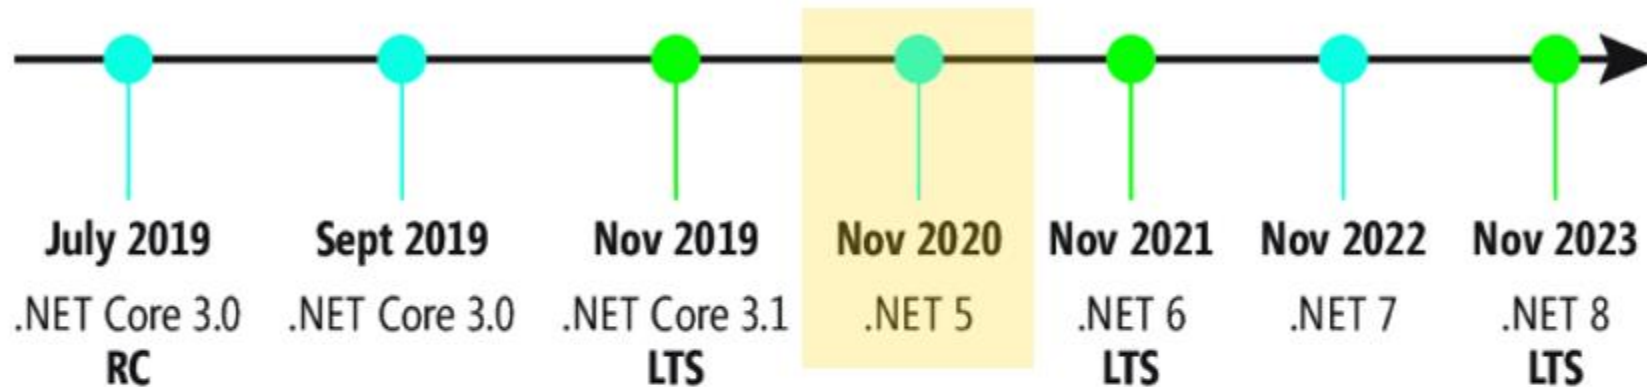 July 2019 Sept 2019 Nov 2019 Nov 2020 Nov 2021 Nov 2022 Nov 2023
.NET Core 3.0 .NET Core 3.0 .NET Core 3.1 .NET 5 .NET 6 .NET 7 .NET 8
RC LTS LTS LTS